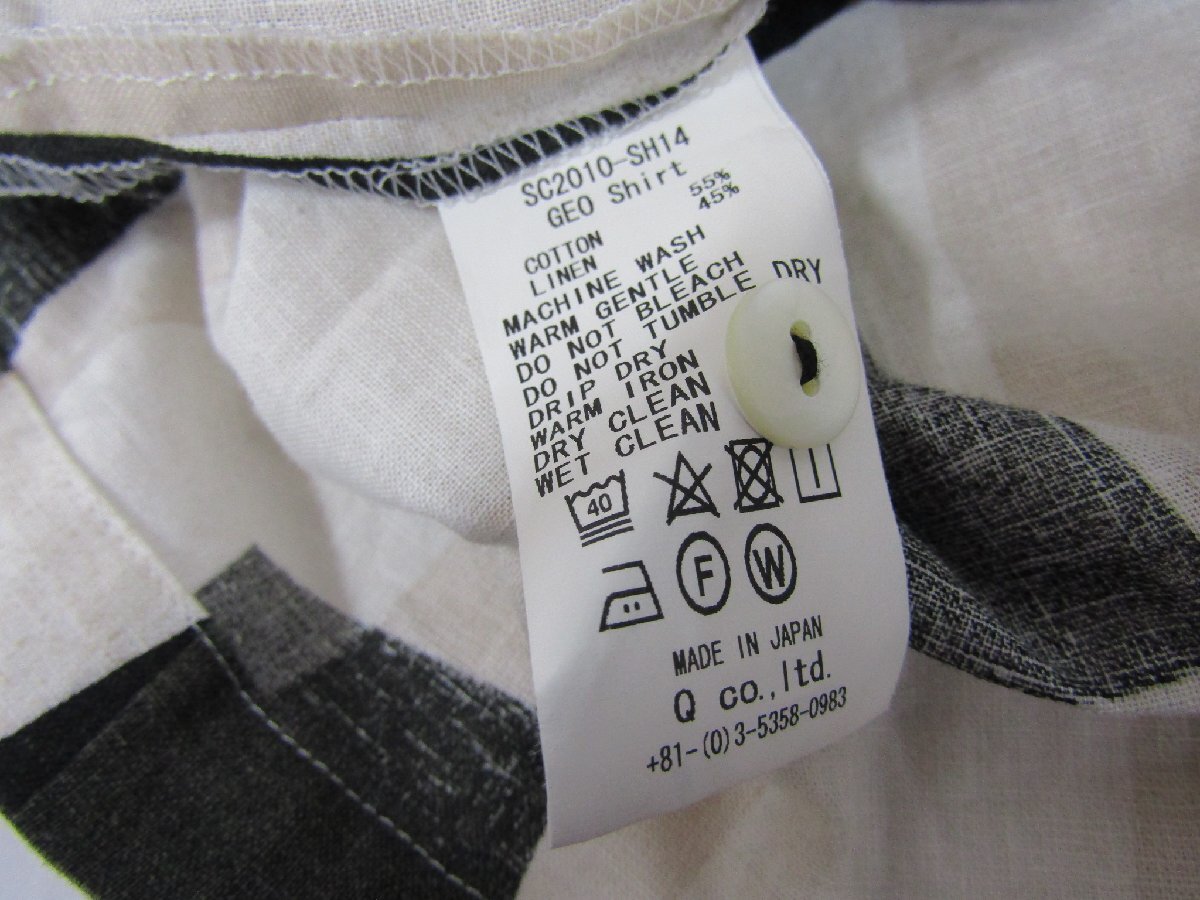 SC2010-SH14
GEO Shirt
COTTON 55%
LINEN 45%
MACHINE WASH
WARM GENTLE
DO NOT BLEACH
DO NOT TUMBLE DRY
DRIP DRY
WARM IRON
DRY CLEAN
WET CLEAN
40
F W
MADE IN JAPAN
Q co.,ltd.
+81-(0)3-5358-0983